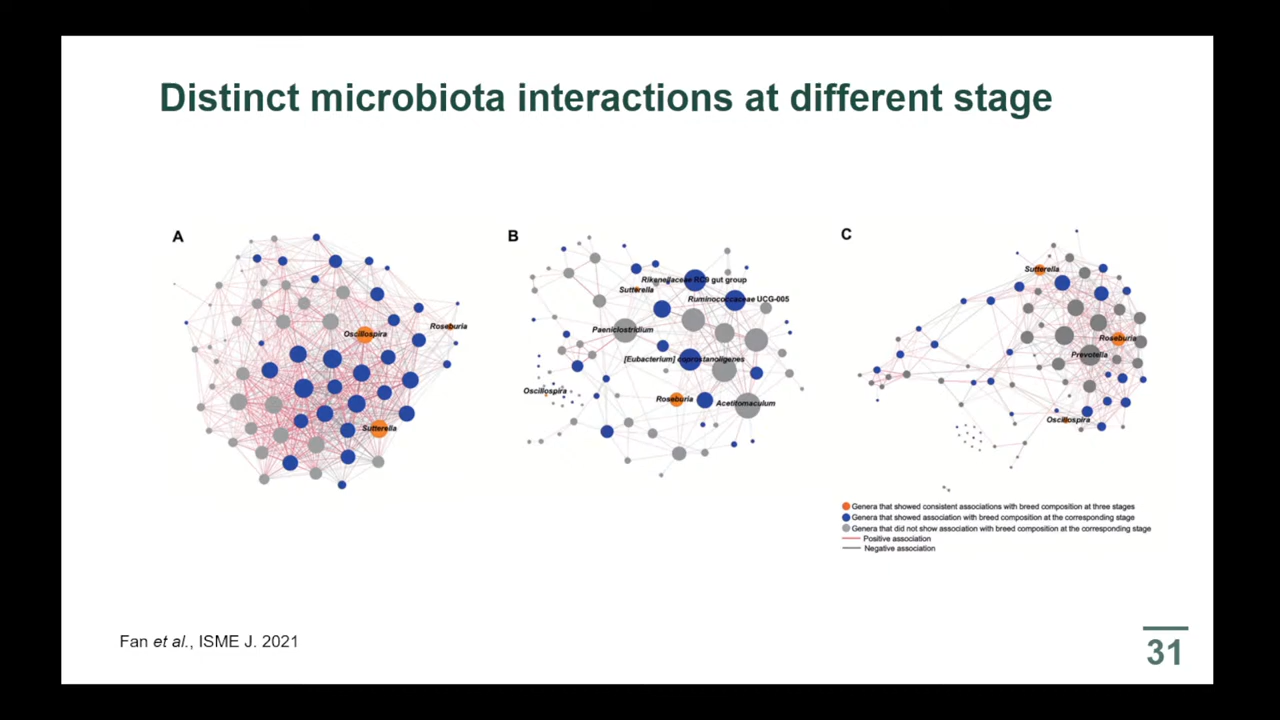 Distinct microbiota interactions at different stage
A
Oscillospira
Roseburia
Sutterella
B
Rikenellaceae RC9 gut group
Sutterella
Ruminococcaceae UCG-005
Paeniclostridium
[Eubacterium] coprostanoligenes
Oscillospira
Roseburia
Acetitomaculum
C
Sutterella
Roseburia
Prevotella
Oscillospira
Genera that showed consistent associations with breed composition at three stages
Genera that showed association with breed composition at the corresponding stage
Genera that did not show association with breed composition at the corresponding stage
Positive association
Negative association
Fan et al., ISME J. 2021
31